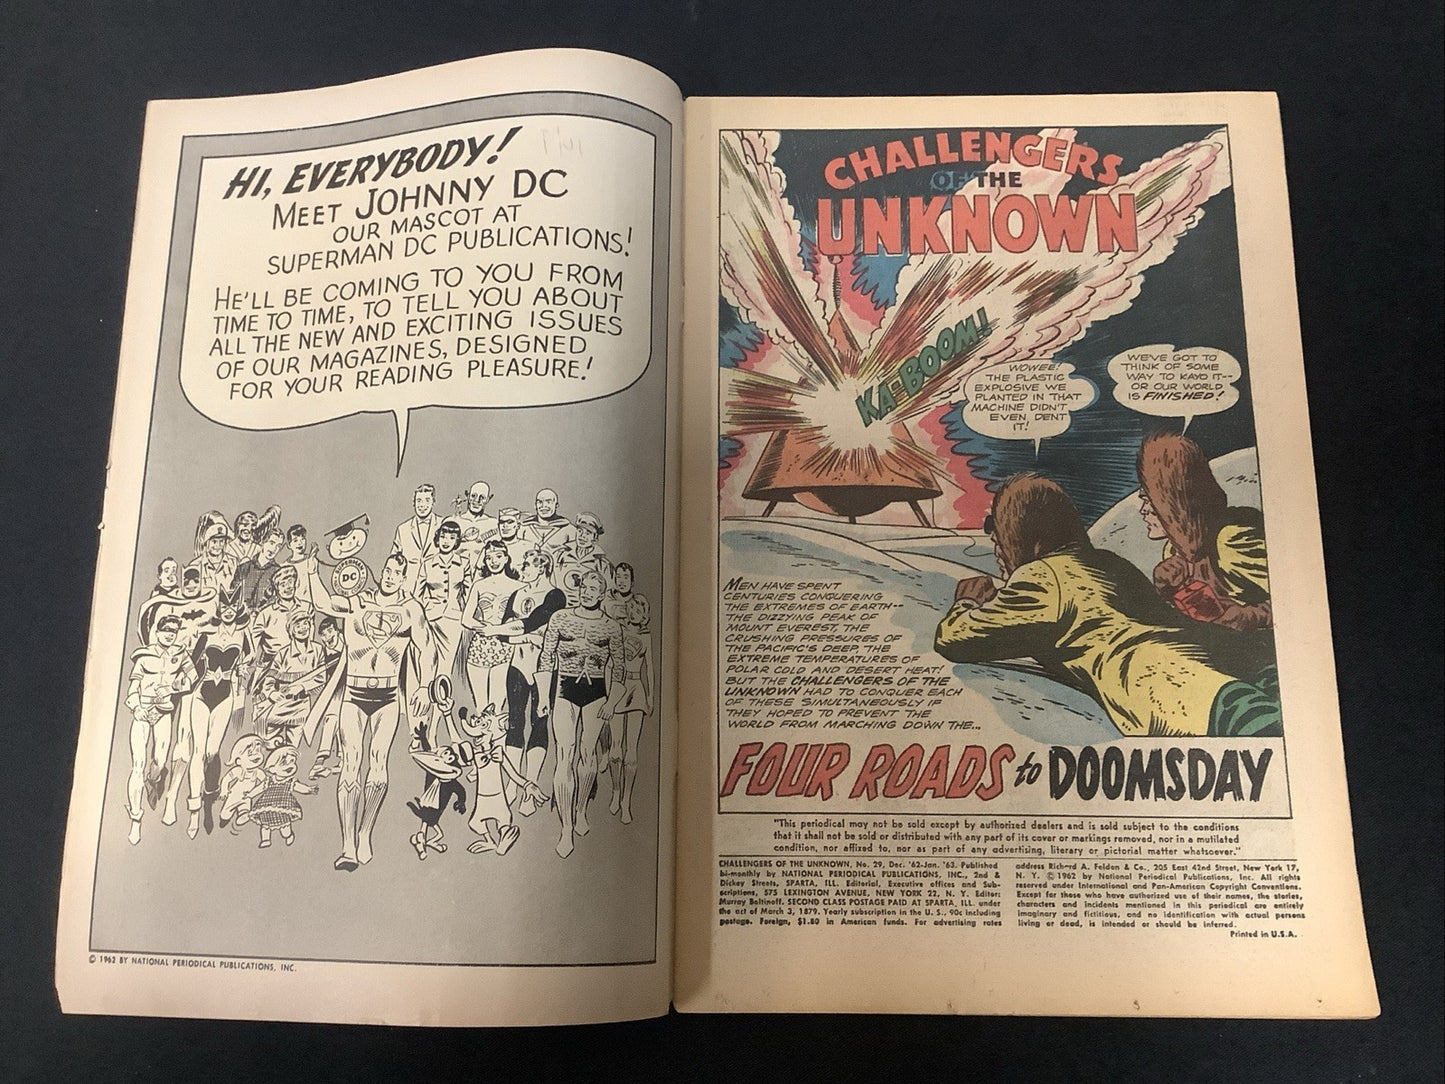 HI, EVERYBODY!
MEET JOHNNY DC
OUR MASCOT AT
SUPERMAN DC PUBLICATIONS!
HE'LL BE COMING TO YOU FROM
TIME TO TIME, TO TELL YOU ABOUT
ALL THE NEW AND EXCITING ISSUES
OF OUR MAGAZINES, DESIGNED
FOR YOUR READING PLEASURE!
SUPERMAN
DC
© 1962 BY NATIONAL PERIODICAL PUBLICATIONS, INC.
CHALLENGERS
OF THE
UNKNOWN
KA-BOOM!
WOWEE!
THE PLASTIC
EXPLOSIVE WE
PLANTED IN THAT
MACHINE DIDN'T
EVEN DENT
IT!
WE'VE GOT TO
THINK OF SOME
WAY TO KAYO IT--
OR OUR WORLD
IS FINISHED!
MEN HAVE SPENT
CENTURIES CONQUERING
THE EXTREMES OF EARTH--
THE DIZZYING PEAK OF
MOUNT EVEREST, THE
CRUSHING PRESSURES OF
THE PACIFIC'S DEEP, THE
EXTREME TEMPERATURES OF
POLAR COLD AND DESERT HEAT!
BUT THE CHALLENGERS OF THE
UNKNOWN HAD TO CONQUER EACH
OF THESE SIMULTANEOUSLY IF
THEY HOPED TO PREVENT THE
WORLD FROM MARCHING DOWN THE...
FOUR ROADS to DOOMSDAY
"This periodical may not be sold except by authorized dealers and is sold subject to the conditions
that it shall not be sold or distributed with any part of its cover or markings removed, nor in a mutilated
condition, nor affixed to, nor as part of any advertising, literary or pictorial matter whatsoever."
CHALLENGERS OF THE UNKNOWN, No. 29, Dec. '62-Jan. '63. Published
bi-monthly by NATIONAL PERIODICAL PUBLICATIONS, INC., 2nd &
Dickey Streets, SPARTA, ILL. Editorial, Executive offices and Sub-
scriptions, 575 LEXINGTON AVENUE, NEW YORK 22, N. Y. Editor:
Murray Boltinoff. SECOND CLASS POSTAGE PAID AT SPARTA, ILL. under
the act of March 3, 1879. Yearly subscription in the U. S., 90c including
postage. Foreign, $1.80 in American funds. For advertising rates
address Richard A. Feldon & Co., 205 East 42nd Street, New York 17,
N. Y. © 1962 by National Periodical Publications, Inc. All rights
reserved under International and Pan-American Copyright Conventions.
Except for those who have authorized use of their names, the stories,
characters and incidents mentioned in this periodical are entirely
imaginary and fictitious, and no identification with actual persons
living or dead, is intended or should be inferred.
Printed in U.S.A.